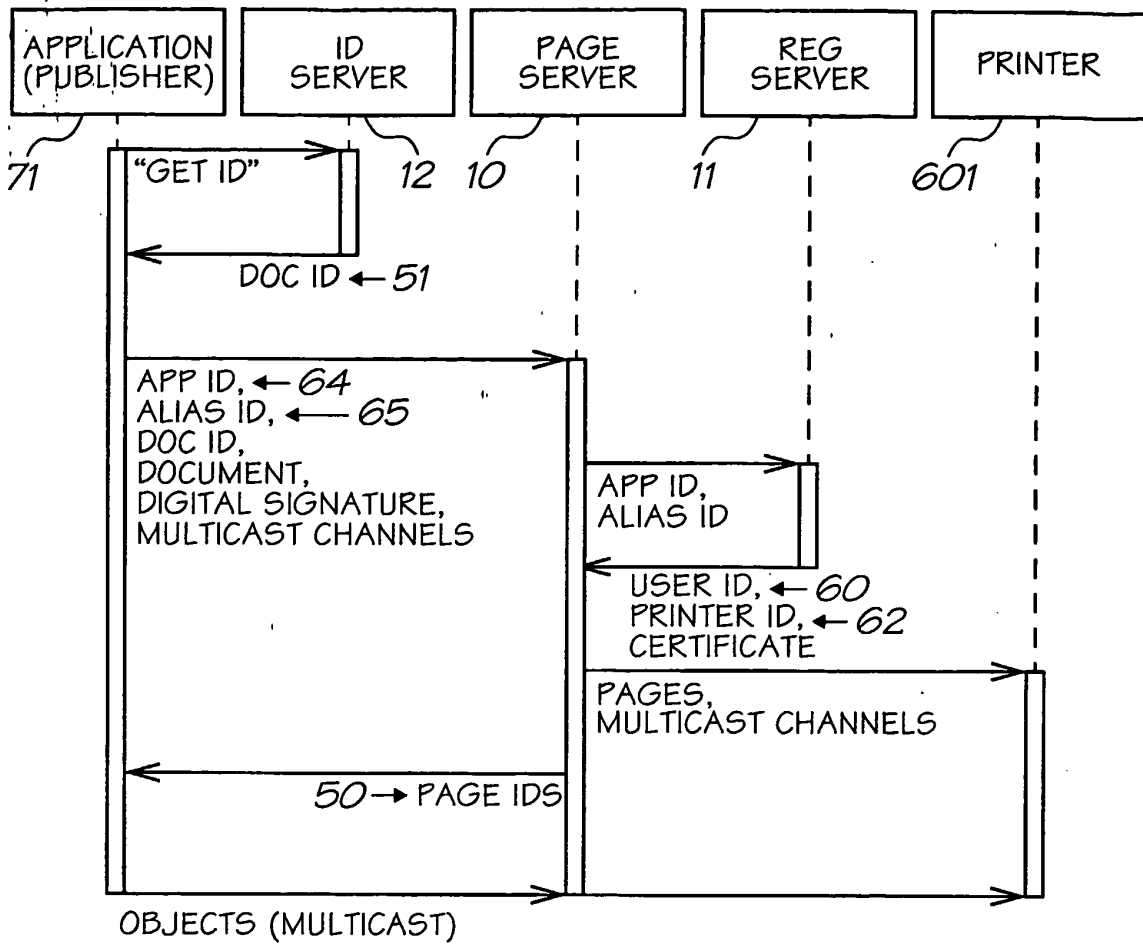 APPLICATION
(PUBLISHER)
ID
SERVER
PAGE
SERVER
REG
SERVER
PRINTER
71
12
10
11
601
"GET ID"
DOC ID ← 51
APP ID, ← 64
ALIAS ID, ← 65
DOC ID,
DOCUMENT,
DIGITAL SIGNATURE,
MULTICAST CHANNELS
APP ID,
ALIAS ID
USER ID, ← 60
PRINTER ID, ← 62
CERTIFICATE
PAGES,
MULTICAST CHANNELS
50 → PAGE IDS
OBJECTS (MULTICAST)